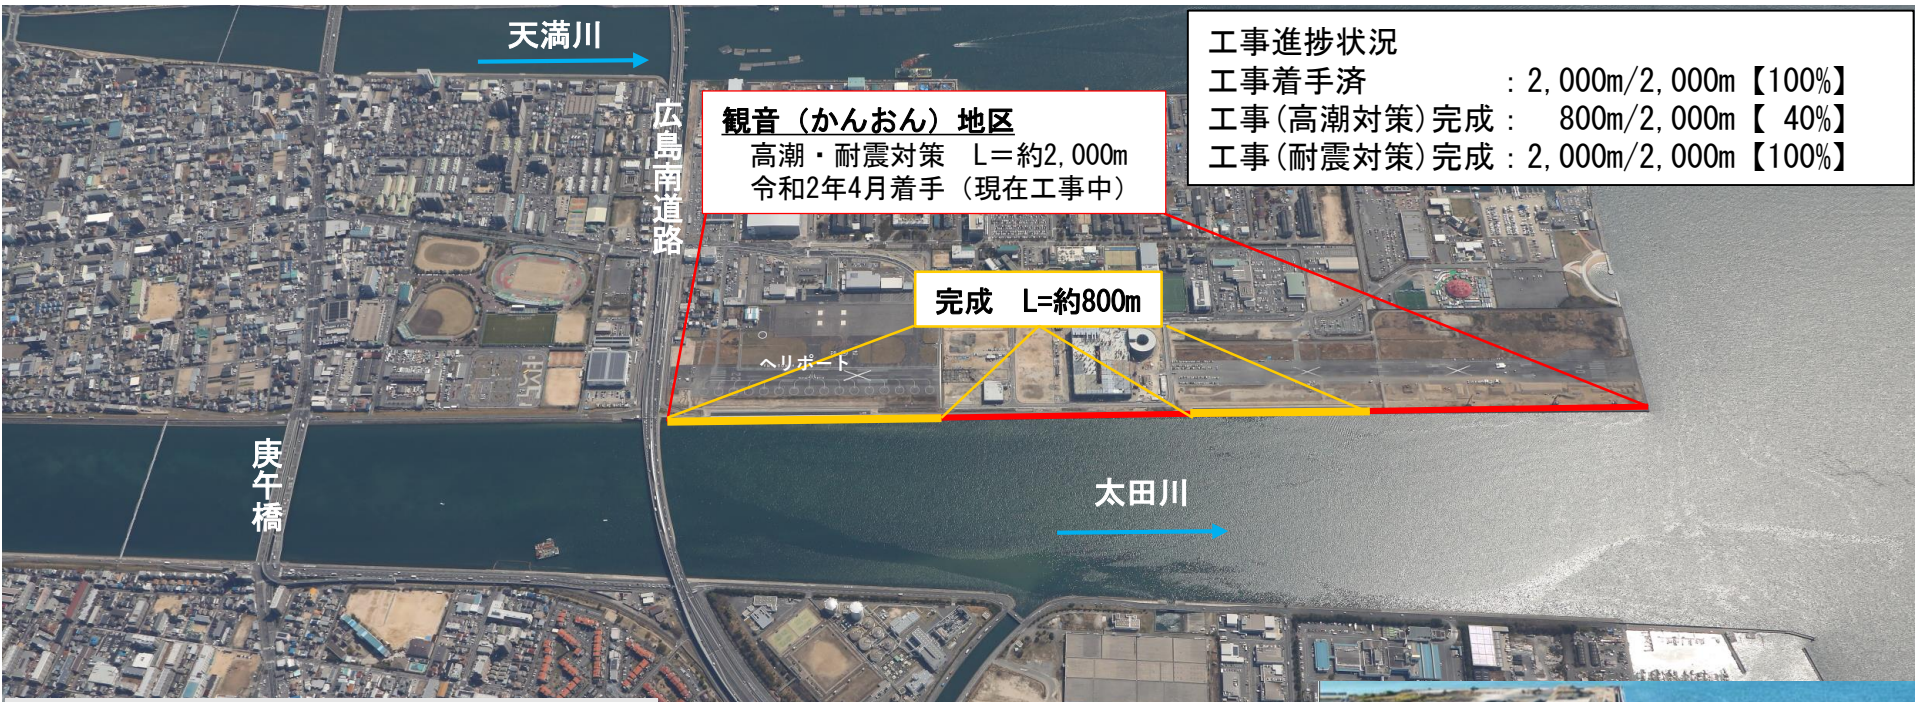 天満川
工事進捗状況
工事着手済　　　　：2,000m/2,000m【100%】
工事(高潮対策)完成：　800m/2,000m【 40%】
工事(耐震対策)完成：2,000m/2,000m【100%】
広島南道路
観音（かんおん）地区
高潮・耐震対策　L＝約2,000m
令和2年4月着手（現在工事中）
完成　L=約800m
ヘリポート
庚午橋
太田川